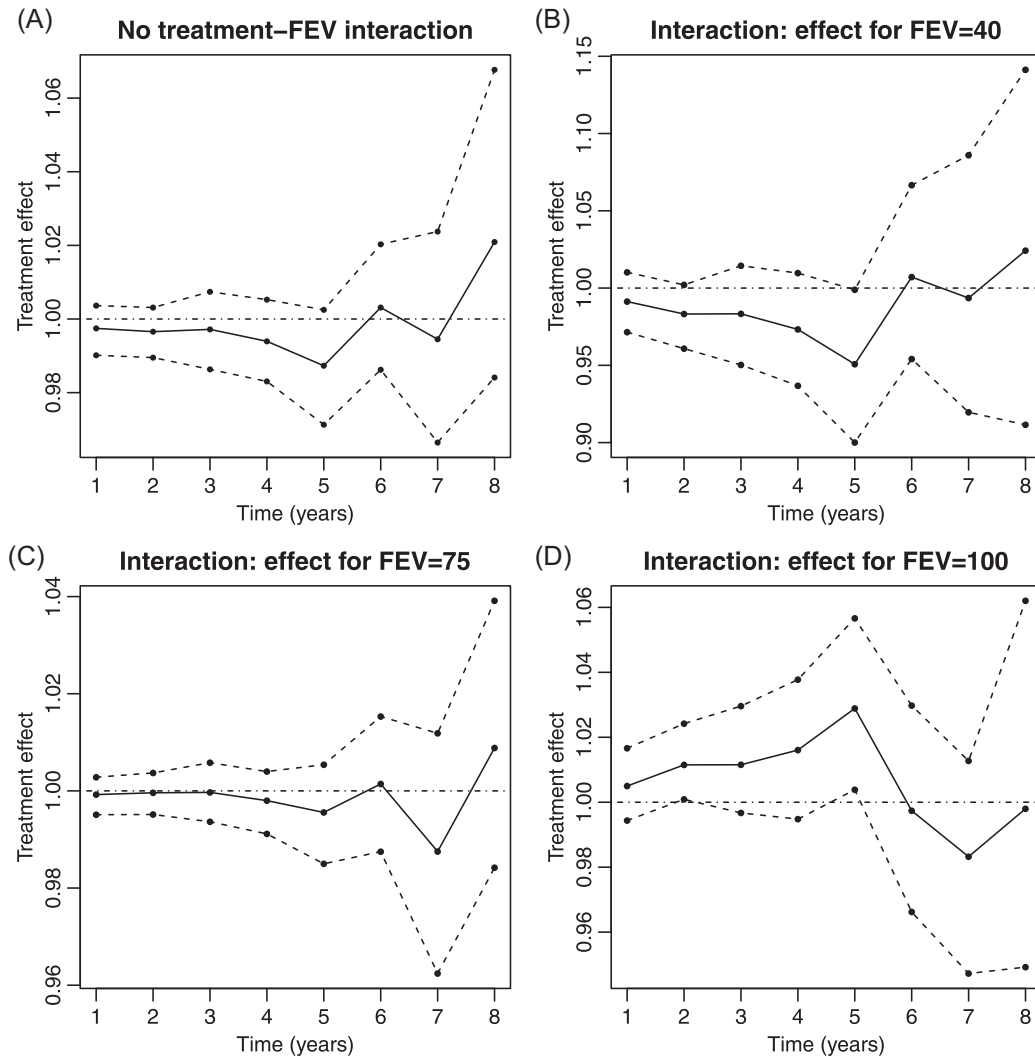 (A) No treatment–FEV interaction
Treatment effect
1.06
1.04
1.02
1.00
0.98
1 2 3 4 5 6 7 8
Time (years)
(B) Interaction: effect for FEV=40
Treatment effect
1.15
1.10
1.05
1.00
0.95
0.90
1 2 3 4 5 6 7 8
Time (years)
(C) Interaction: effect for FEV=75
Treatment effect
1.04
1.02
1.00
0.98
0.96
1 2 3 4 5 6 7 8
Time (years)
(D) Interaction: effect for FEV=100
Treatment effect
1.06
1.04
1.02
1.00
0.98
0.96
1 2 3 4 5 6 7 8
Time (years)